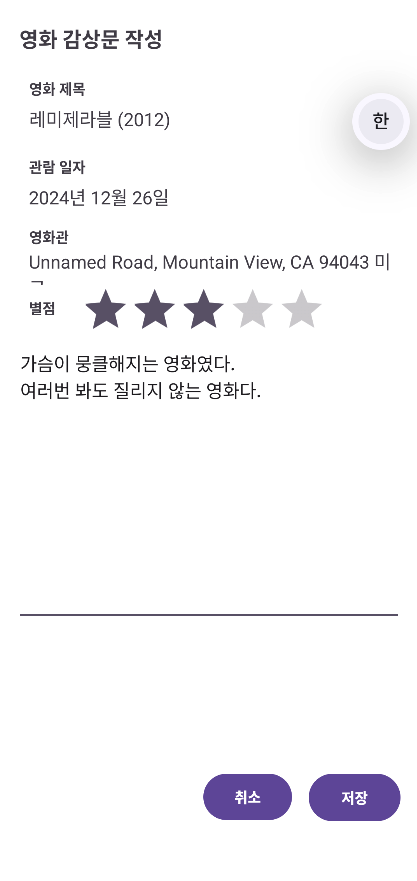 영화 감상문 작성
영화 제목
레미제라블 (2012)
한
관람 일자
2024년 12월 26일
영화관
Unnamed Road, Mountain View, CA 94043 미
별점
가슴이 뭉클해지는 영화였다.
여러번 봐도 질리지 않는 영화다.
취소
저장